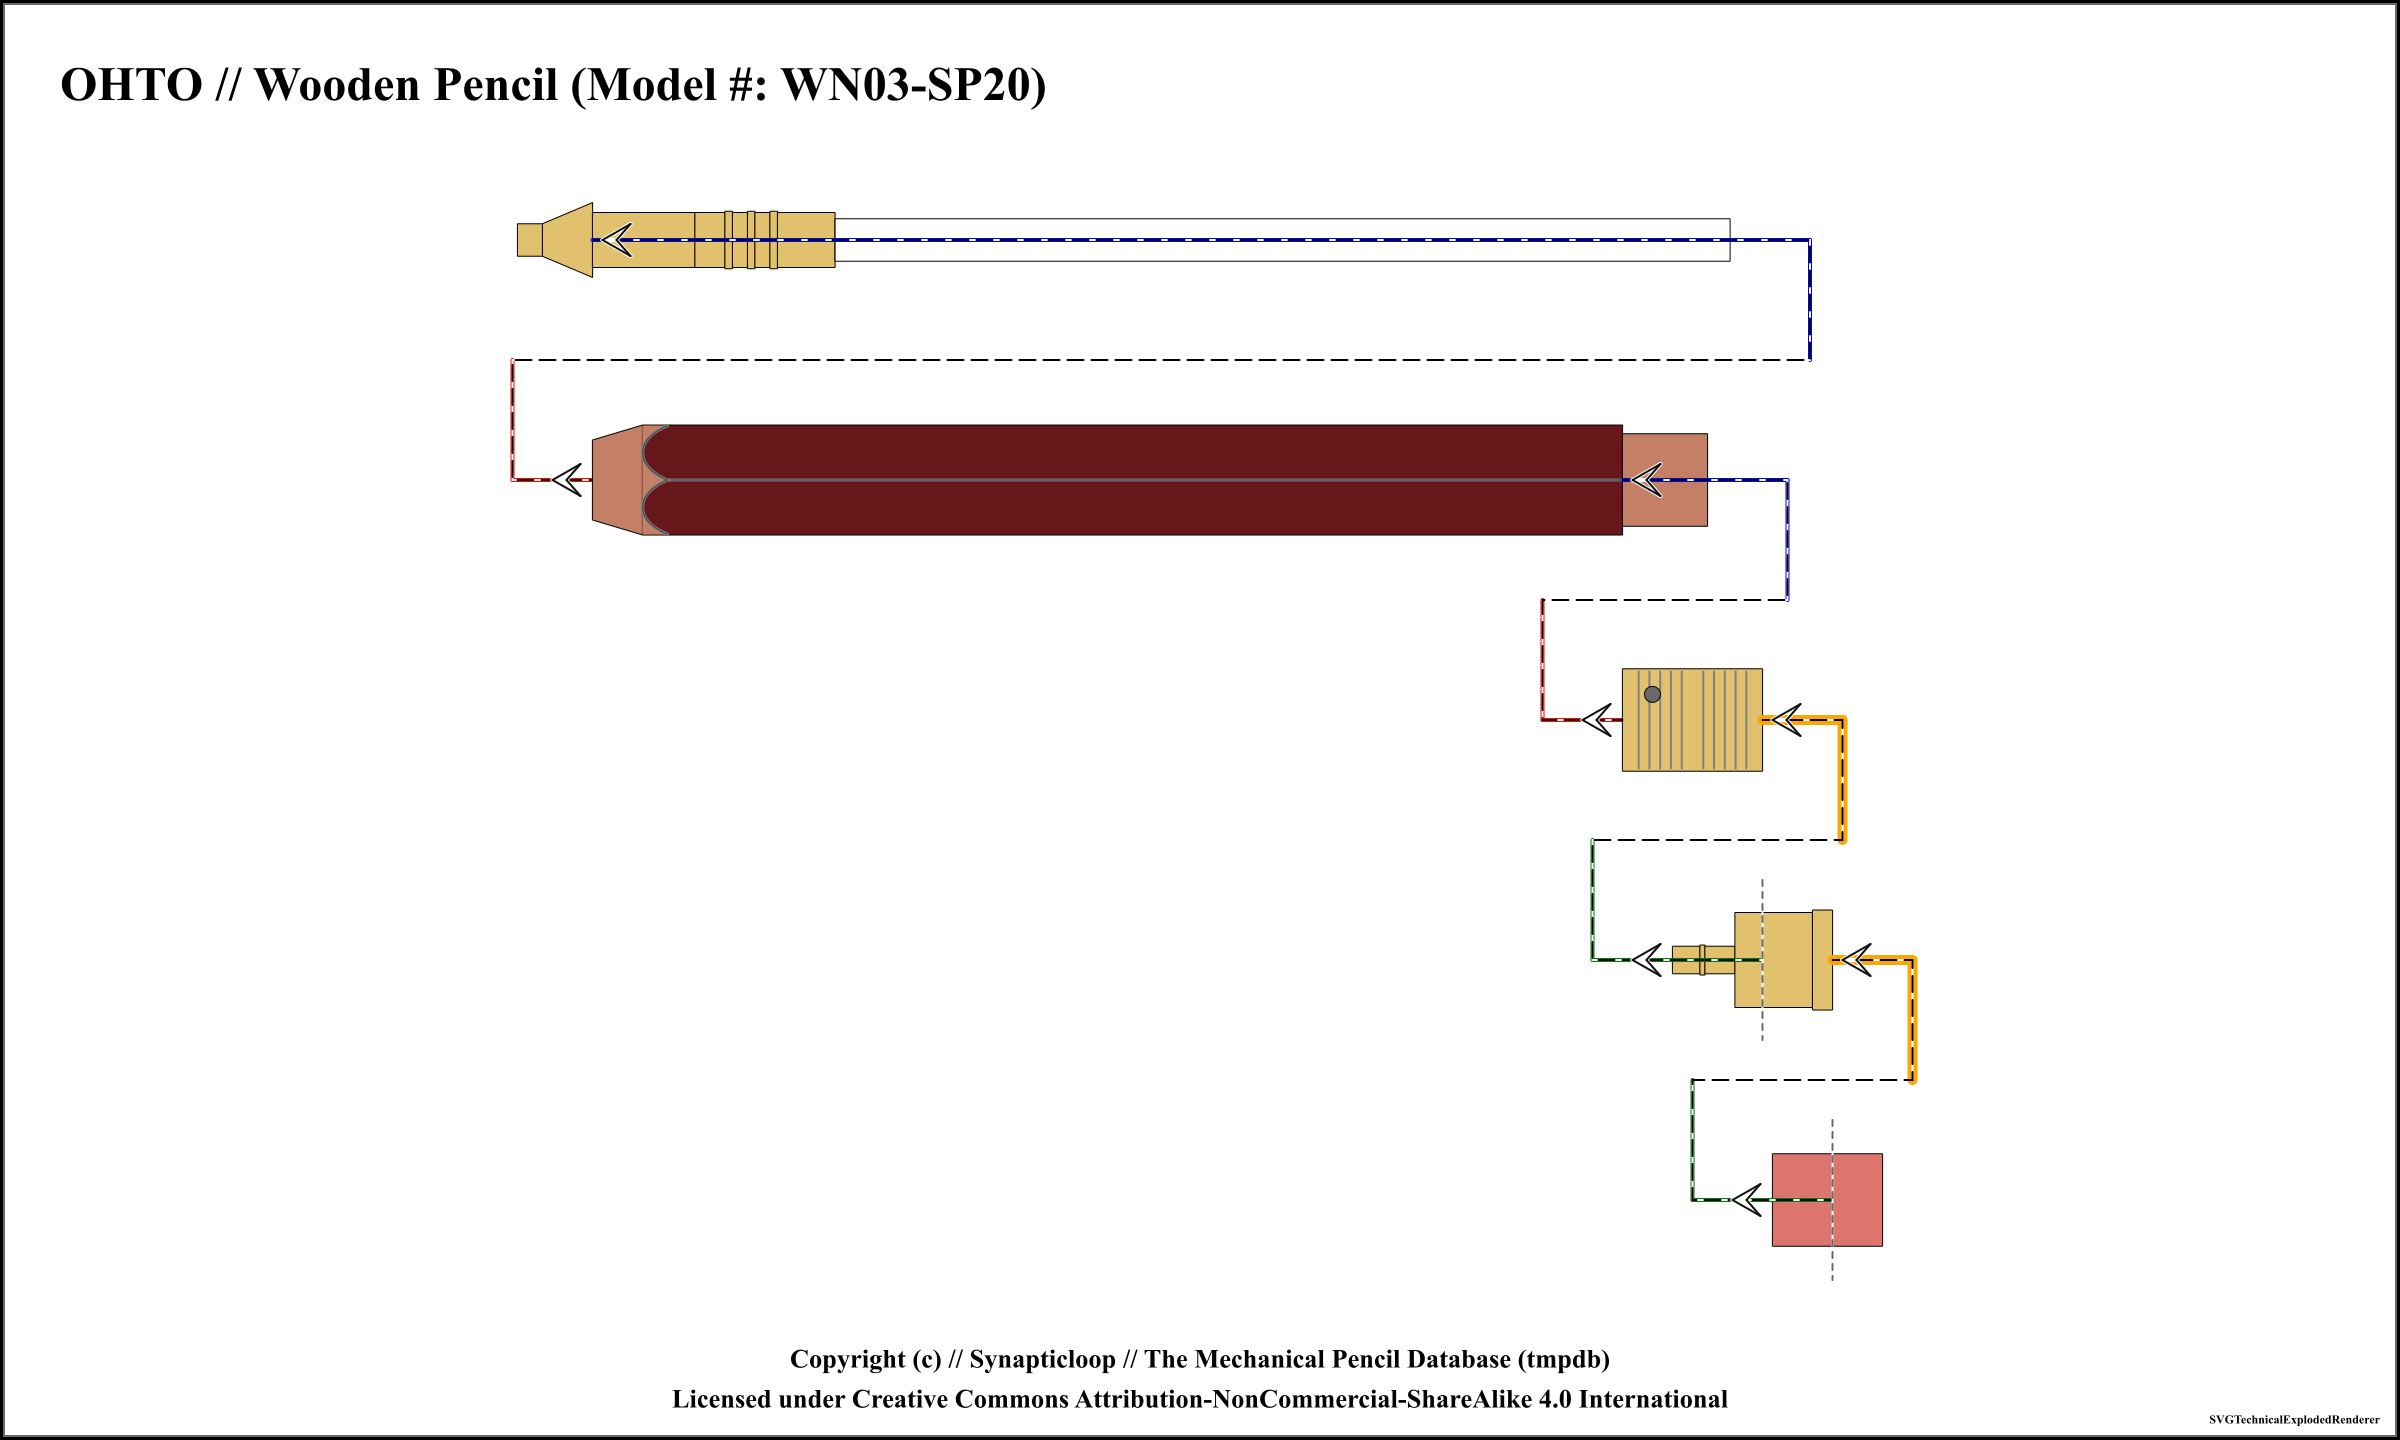 OHTO // Wooden Pencil (Model #: WN03-SP20)
Copyright (c) // Synapticloop // The Mechanical Pencil Database (tmpdb)
Licensed under Creative Commons Attribution-NonCommercial-ShareAlike 4.0 International
SVGTechnicalExplodedRenderer